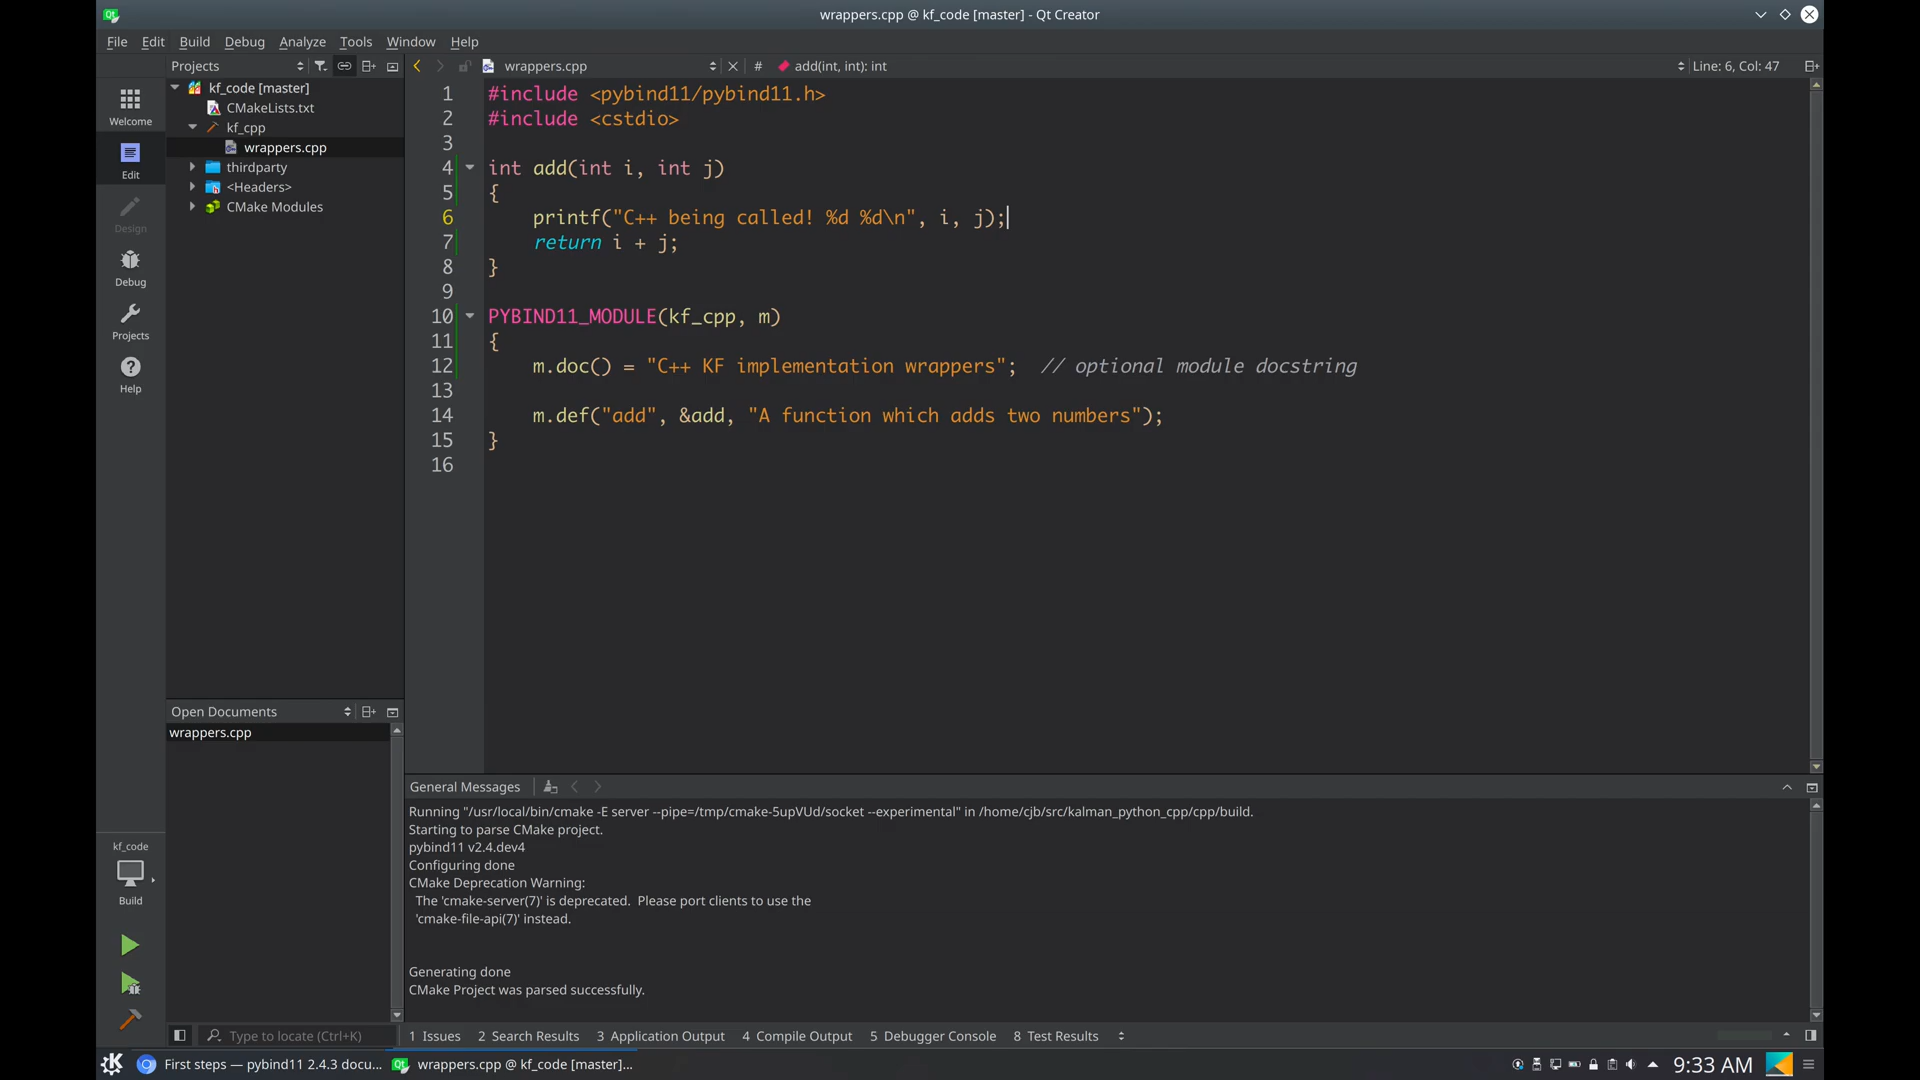 wrappers.cpp @ kf_code [master] - Qt Creator
File Edit Build Debug Analyze Tools Window Help
Projects
wrappers.cpp
#
add(int, int): int
Line: 6, Col: 47
Welcome
Edit
Design
Debug
Projects
Help
kf_code [master]
CMakeLists.txt
kf_cpp
wrappers.cpp
thirdparty
<Headers>
CMake Modules
1 #include <pybind11/pybind11.h>
2 #include <cstdio>
3
4 int add(int i, int j)
5 {
6 printf("C++ being called! %d %d\n", i, j);
7 return i + j;
8 }
9
10 PYBIND11_MODULE(kf_cpp, m)
11 {
12 m.doc() = "C++ KF implementation wrappers"; // optional module docstring
13
14 m.def("add", &add, "A function which adds two numbers");
15 }
16
Open Documents
wrappers.cpp
General Messages
Running "/usr/local/bin/cmake -E server --pipe=/tmp/cmake-5upVUd/socket --experimental" in /home/cjb/src/kalman_python_cpp/cpp/build.
Starting to parse CMake project.
pybind11 v2.4.dev4
Configuring done
CMake Deprecation Warning:
The 'cmake-server(7)' is deprecated. Please port clients to use the
'cmake-file-api(7)' instead.
Generating done
CMake Project was parsed successfully.
kf_code
Build
Type to locate (Ctrl+K)
1 Issues 2 Search Results 3 Application Output 4 Compile Output 5 Debugger Console 8 Test Results
First steps — pybind11 2.4.3 docu...
Qt
wrappers.cpp @ kf_code [master]...
9:33 AM